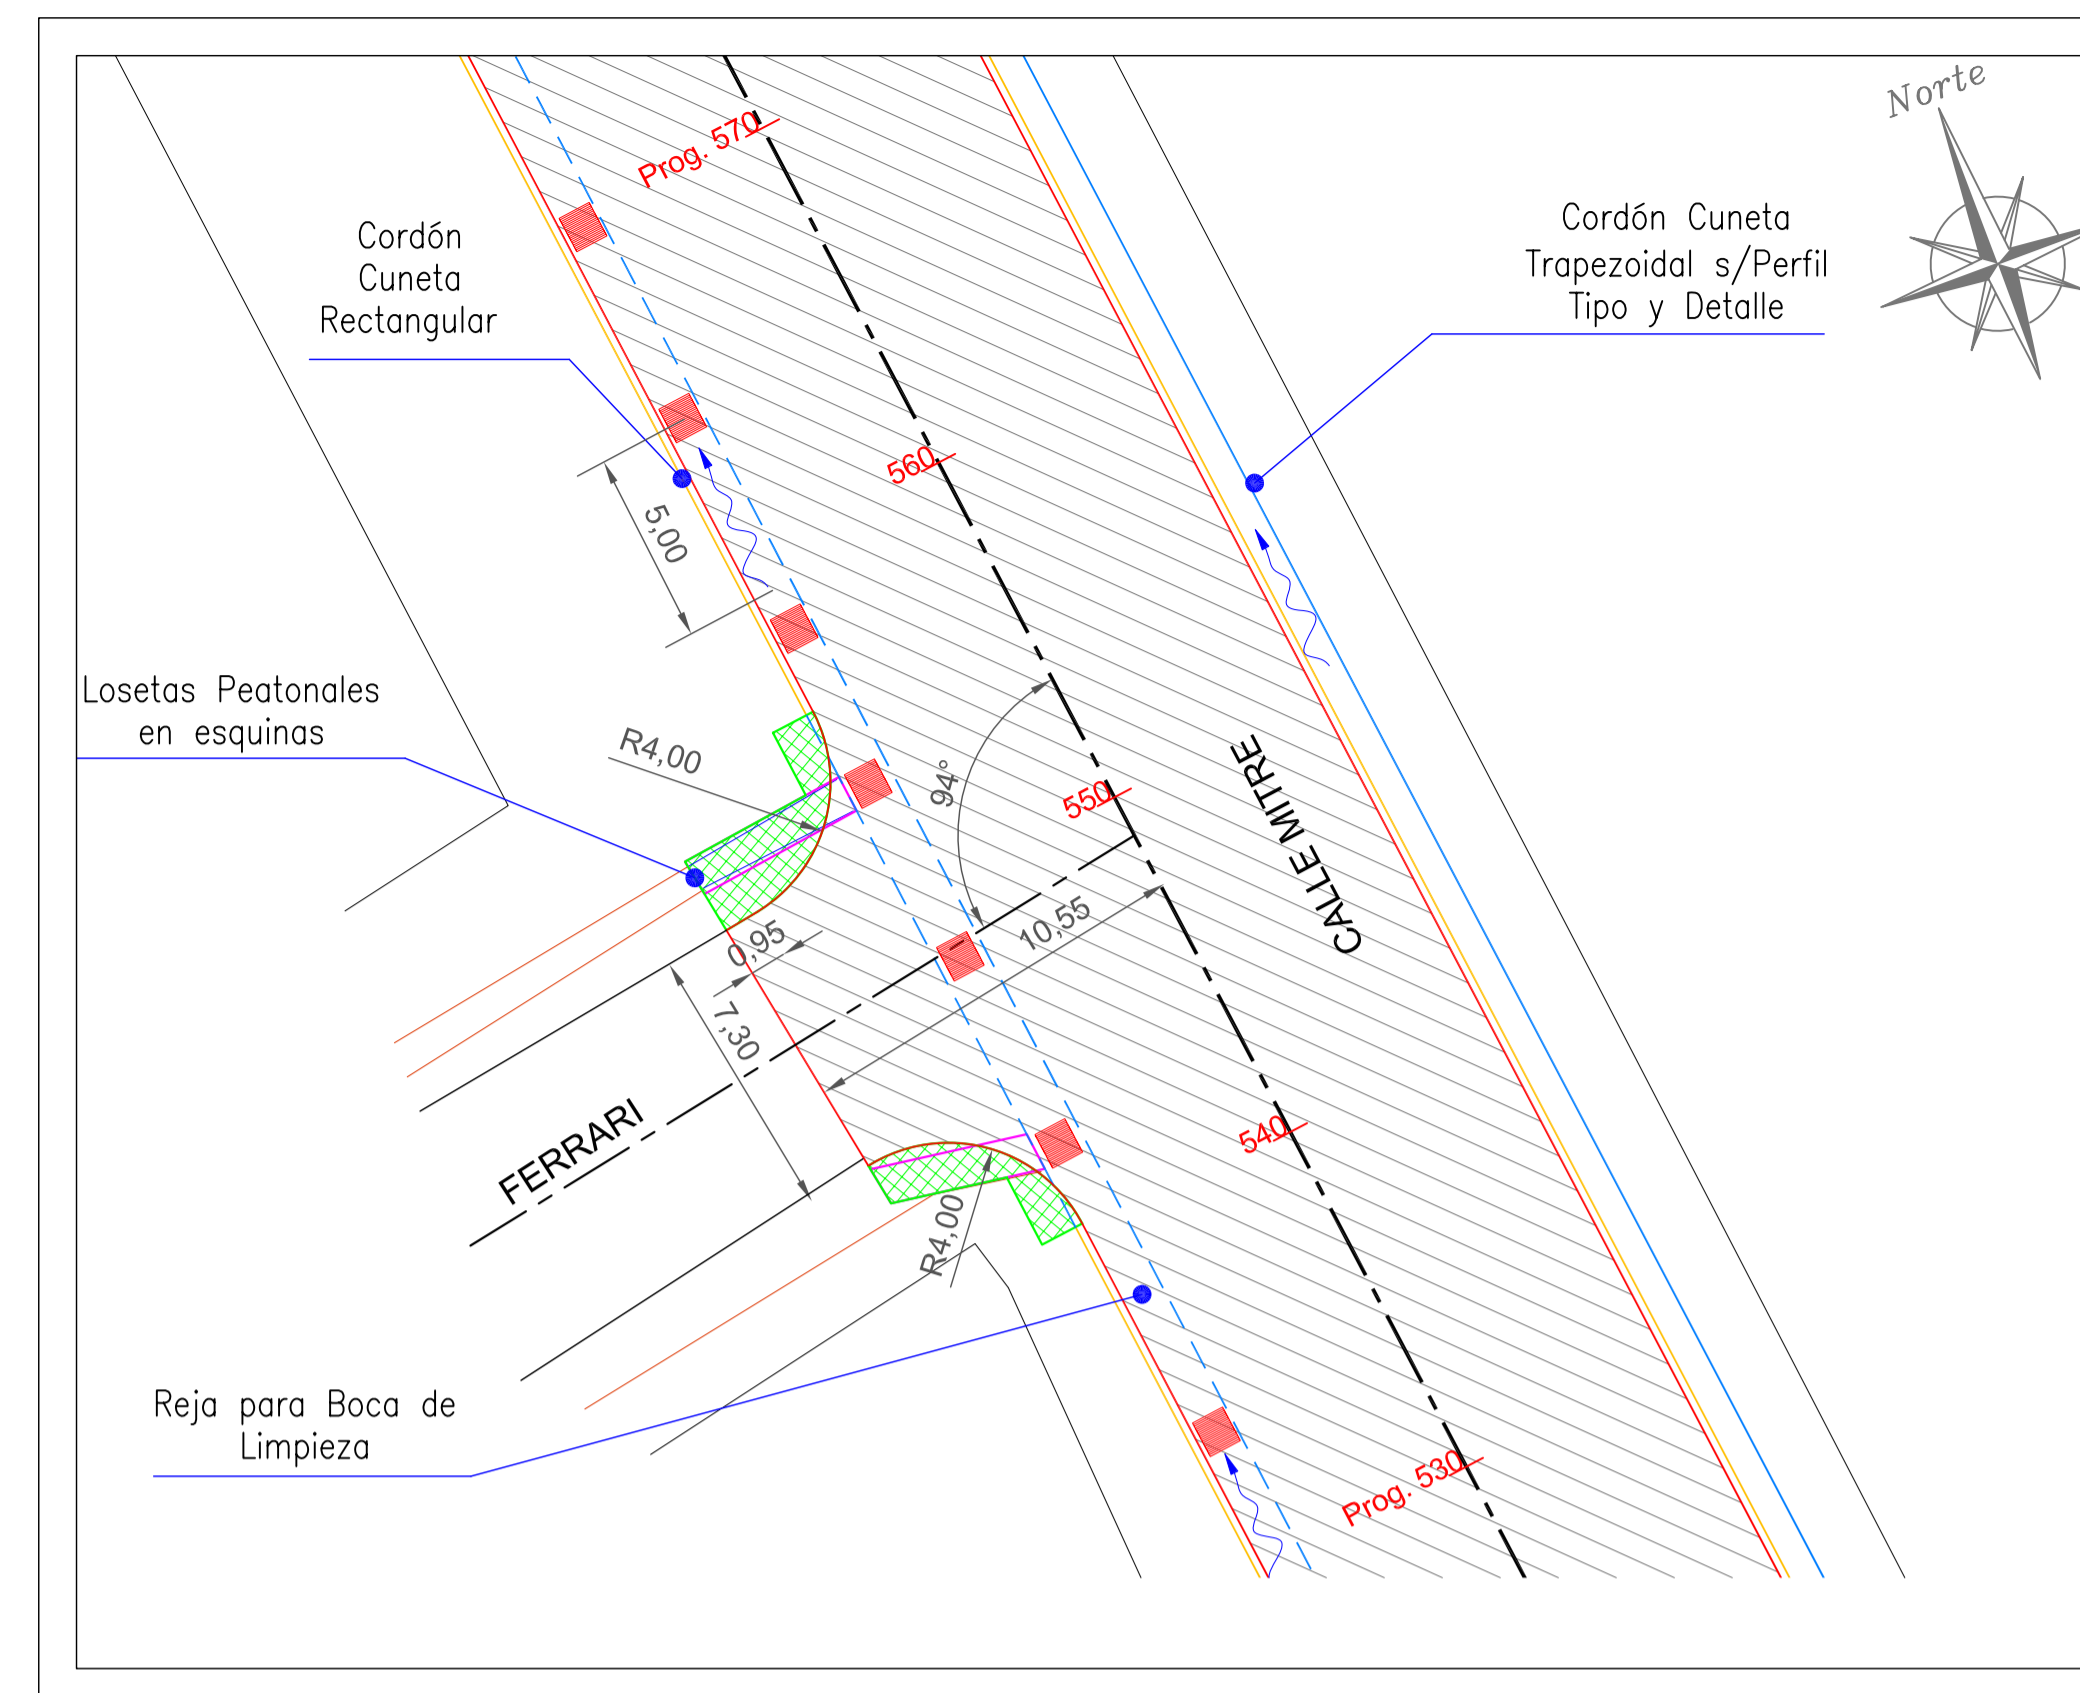 Norte
Prog. 570
Cordón
Cuneta
Rectangular
Cordón Cuneta
Trapezoidal s/Perfil
Tipo y Detalle
560
5,00
Losetas Peatonales
en esquinas
R4,00
94°
550
CALLE MITRE
0,95
10,55
7,30
FERRARI
540
R4,00
Reja para Boca de
Limpieza
Prog. 530